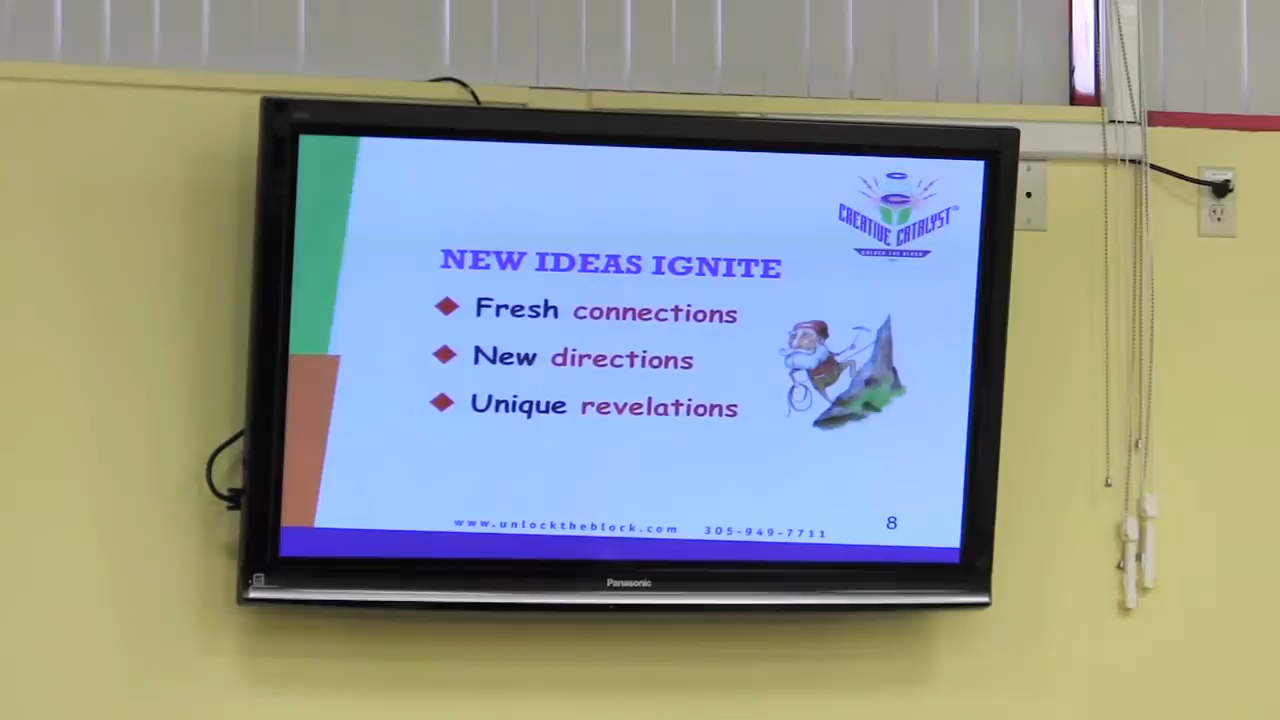 CREATIVE CATALYST
UNLOCK THE BLOCK
NEW IDEAS IGNITE
Fresh connections
New directions
Unique revelations
www.unlocktheblock.com 305-949-7711
8
Panasonic